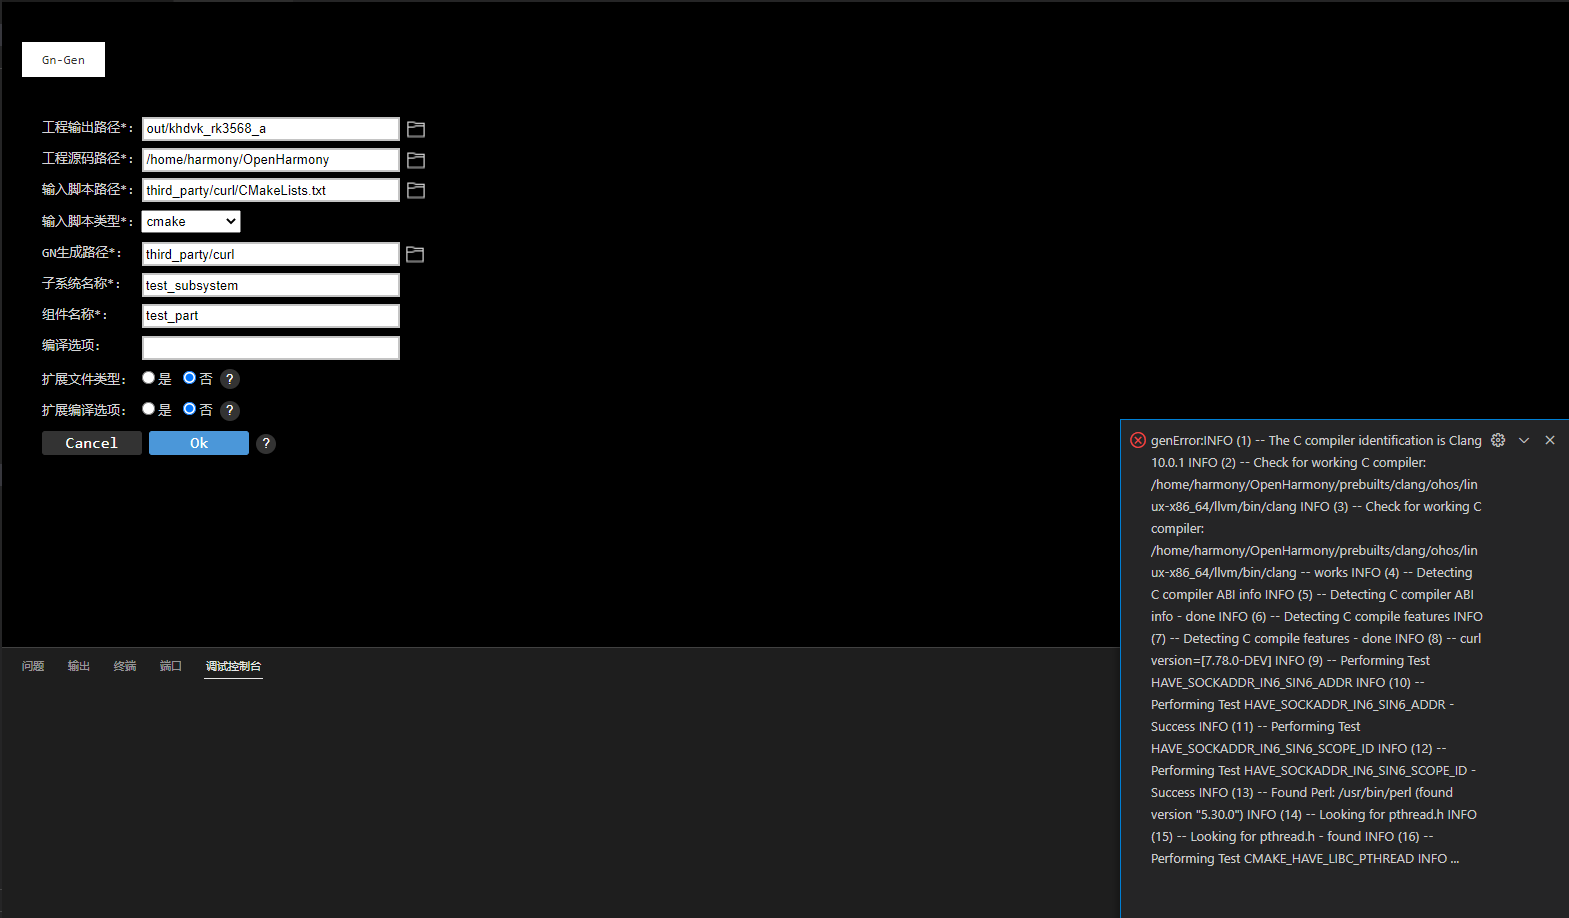 Gn-Gen
工程输出路径*: out/khdvk_rk3568_a
工程源码路径*: /home/harmony/OpenHarmony
输入脚本路径*: third_party/curl/CMakeLists.txt
输入脚本类型*: cmake
GN生成路径*: third_party/curl
子系统名称*: test_subsystem
组件名称*: test_part
编译选项:
扩展文件类型: 是 否 ?
扩展编译选项: 是 否 ?
Cancel Ok ?
genError:INFO (1) -- The C compiler identification is Clang
10.0.1 INFO (2) -- Check for working C compiler:
/home/harmony/OpenHarmony/prebuilts/clang/ohos/lin
ux-x86_64/llvm/bin/clang INFO (3) -- Check for working C
compiler:
/home/harmony/OpenHarmony/prebuilts/clang/ohos/lin
ux-x86_64/llvm/bin/clang -- works INFO (4) -- Detecting
C compiler ABI info INFO (5) -- Detecting C compiler ABI
info - done INFO (6) -- Detecting C compile features INFO
(7) -- Detecting C compile features - done INFO (8) -- curl
version=[7.78.0-DEV] INFO (9) -- Performing Test
HAVE_SOCKADDR_IN6_SIN6_ADDR INFO (10) --
Performing Test HAVE_SOCKADDR_IN6_SIN6_ADDR -
Success INFO (11) -- Performing Test
HAVE_SOCKADDR_IN6_SIN6_SCOPE_ID INFO (12) --
Performing Test HAVE_SOCKADDR_IN6_SIN6_SCOPE_ID -
Success INFO (13) -- Found Perl: /usr/bin/perl (found
version "5.30.0") INFO (14) -- Looking for pthread.h INFO
(15) -- Looking for pthread.h - found INFO (16) --
Performing Test CMAKE_HAVE_LIBC_PTHREAD INFO ...
问题 输出 终端 端口 调试控制台